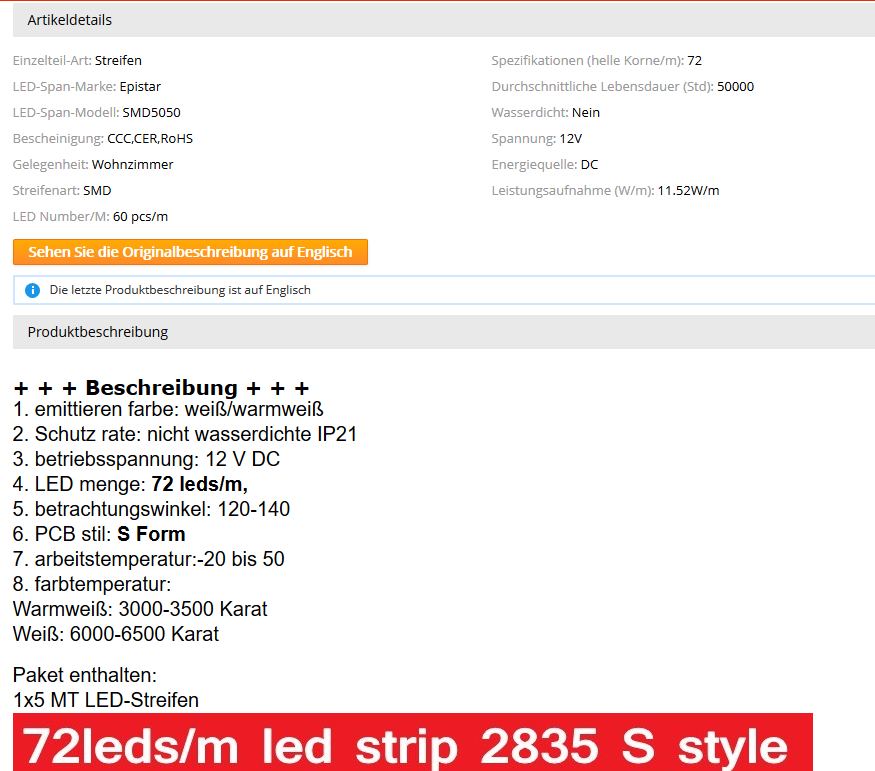 Artikeldetails
Einzelteil-Art: Streifen
LED-Span-Marke: Epistar
LED-Span-Modell: SMD5050
Bescheinigung: CCC,CER,RoHS
Gelegenheit: Wohnzimmer
Streifenart: SMD
LED Number/M: 60 pcs/m
Spezifikationen (helle Korne/m): 72
Durchschnittliche Lebensdauer (Std): 50000
Wasserdicht: Nein
Spannung: 12V
Energiequelle: DC
Leistungsaufnahme (W/m): 11.52W/m
Sehen Sie die Originalbeschreibung auf Englisch
Die letzte Produktbeschreibung ist auf Englisch
Produktbeschreibung
+ + + Beschreibung + + +
1. emittieren farbe: weiß/warmweiß
2. Schutz rate: nicht wasserdichte IP21
3. betriebsspannung: 12 V DC
4. LED menge: 72 leds/m,
5. betrachtungswinkel: 120-140
6. PCB stil: S Form
7. arbeitstemperatur:-20 bis 50
8. farbtemperatur:
Warmweiß: 3000-3500 Karat
Weiß: 6000-6500 Karat
Paket enthalten:
1x5 MT LED-Streifen
72leds/m led strip 2835 S style